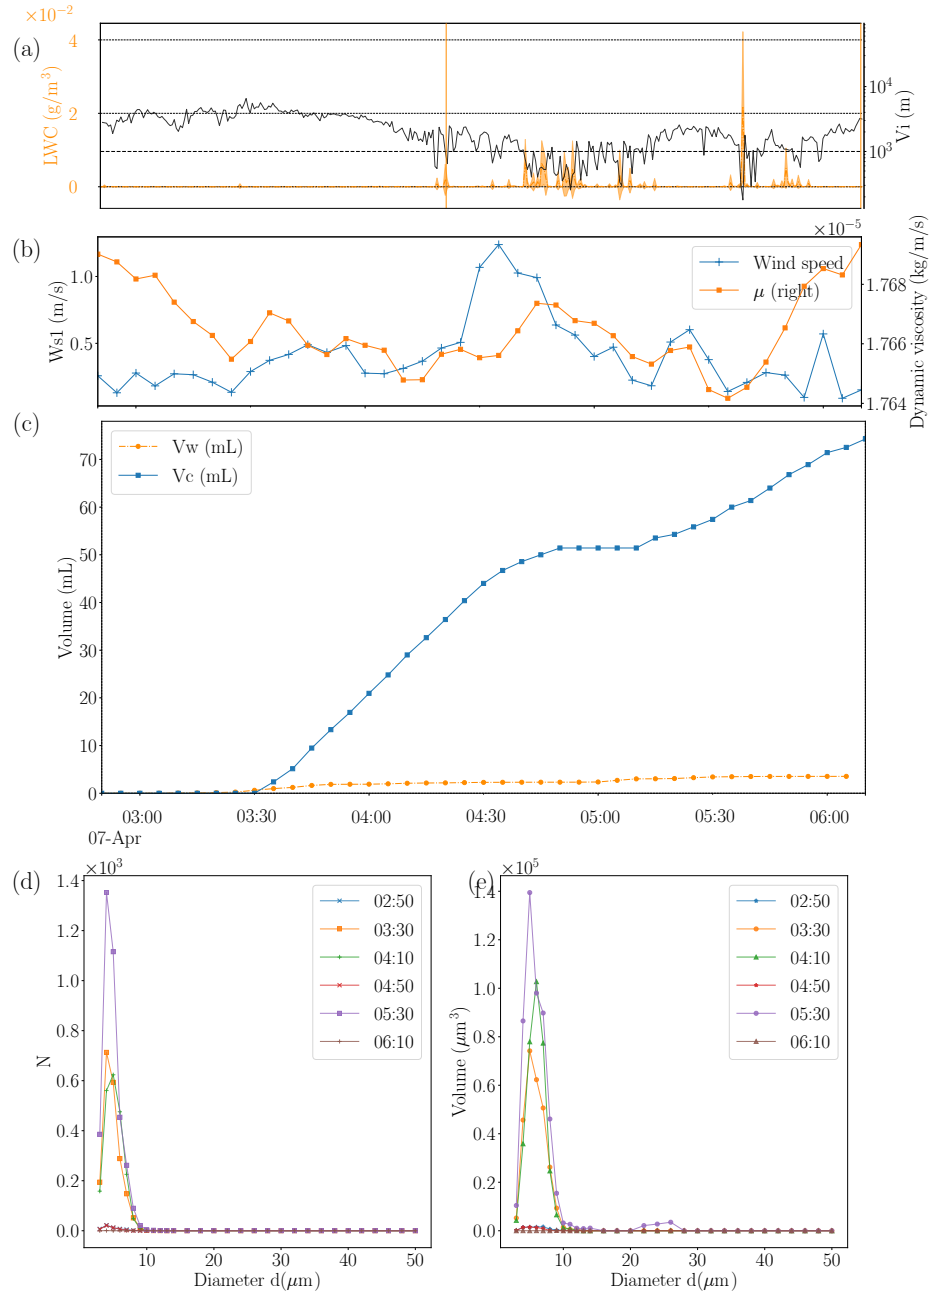 ×10⁻²
(a)
4
2
0
LWC (g/m³)
10⁴
10³
Vi (m)
×10⁻⁵
(b)
1.0
0.5
Ws1 (m/s)
Wind speed
μ (right)
1.768
1.766
1.764
Dynamic viscosity (kg/m/s)
(c)
Vw (mL)
Vc (mL)
70
60
50
40
30
20
10
0
Volume (mL)
03:00 03:30 04:00 04:30 05:00 05:30 06:00
07-Apr
(d)
×10³
1.4
1.2
1.0
0.8
0.6
0.4
0.2
0.0
N
02:50
03:30
04:10
04:50
05:30
06:10
10 20 30 40 50
Diameter d(μm)
(e)
×10⁵
1.4
1.2
1.0
0.8
0.6
0.4
0.2
0.0
Volume (μm³)
02:50
03:30
04:10
04:50
05:30
06:10
10 20 30 40 50
Diameter d(μm)